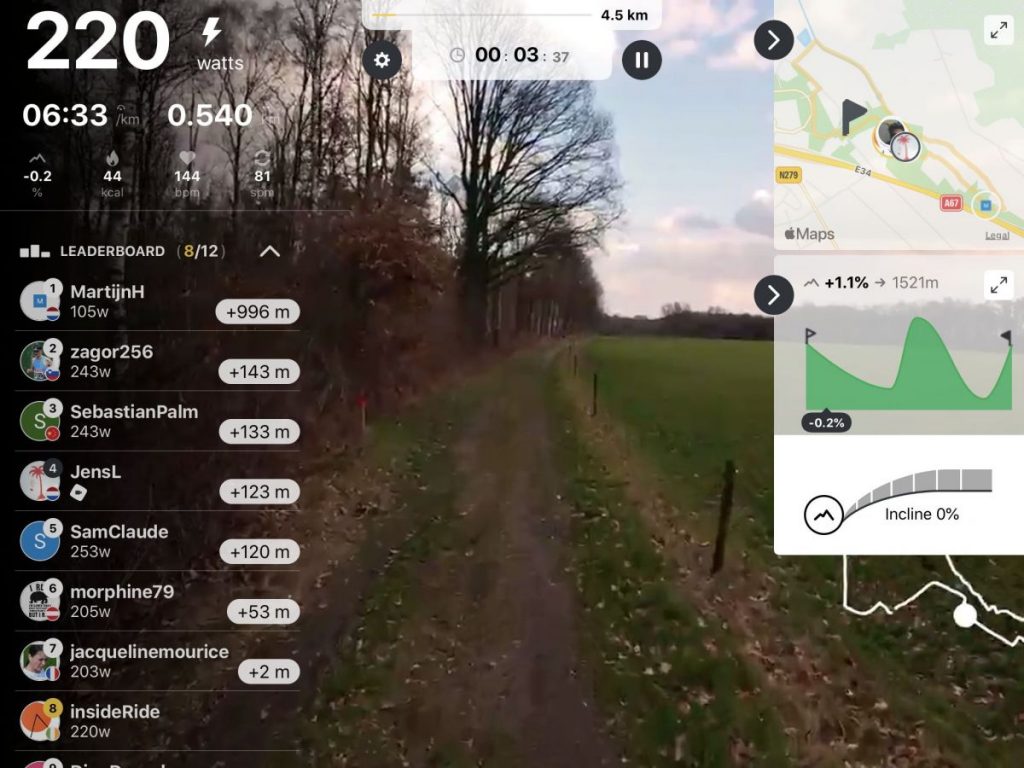 220
watts
4.5 km
00 : 03 : 37
06:33 /km
0.540 km
-0.2
%
44
kcal
144
bpm
81
spm
LEADERBOARD (8/12)
1
MartijnH
105w
+996 m
2
zagor256
243w
+143 m
3
S
SebastianPalm
243w
+133 m
4
JensL
+123 m
5
S
SamClaude
253w
+120 m
6
morphine79
205w
+53 m
7
jacquelinemourice
203w
+2 m
8
insideRide
220w
N279
E34
A67
M
Maps
Legal
+1.1% → 1521m
-0.2%
Incline 0%